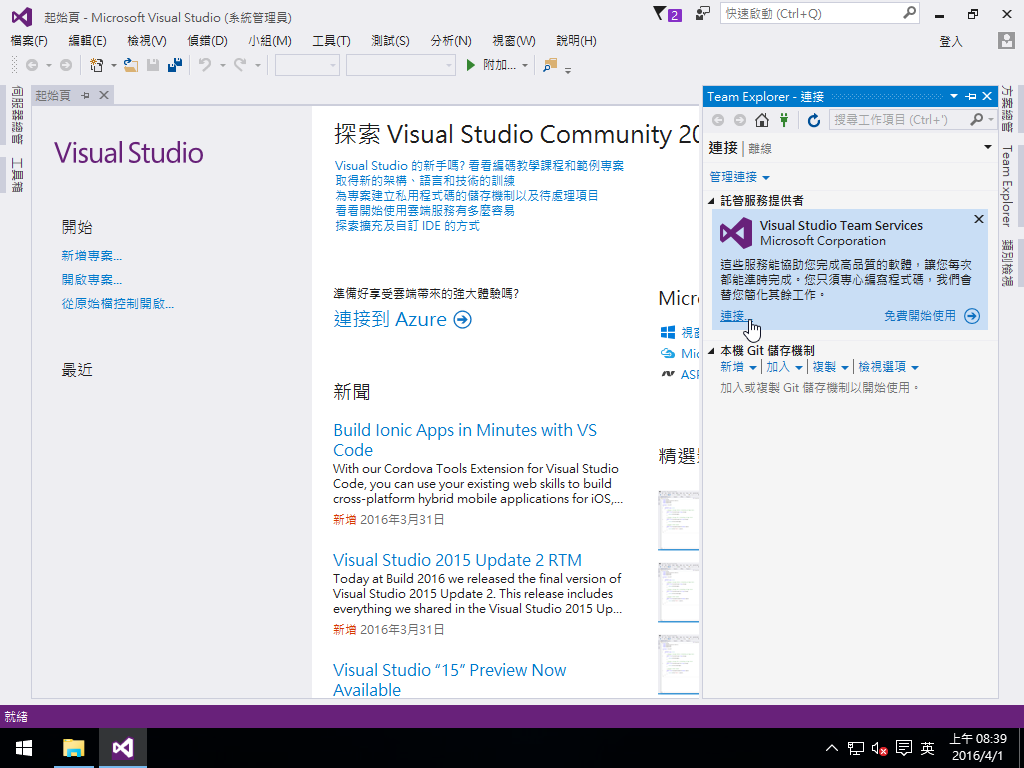 起始頁 - Microsoft Visual Studio (系統管理員)
2
快速啟動 (Ctrl+Q)
檔案(F) 編輯(E) 檢視(V) 偵錯(D) 小組(M) 工具(T) 測試(S) 分析(N) 視窗(W) 說明(H)
登入
附加...
伺服器總管
工具箱
起始頁
Visual Studio
開始
新增專案...
開啟專案...
從原始檔控制開啟...
最近
探索 Visual Studio Community 20
Visual Studio 的新手嗎? 看看編碼教學課程和範例專案
取得新的架構、語言和技術的訓練
為專案建立私用程式碼的儲存機制以及待處理項目
看看開始使用雲端服務有多麼容易
探索擴充及自訂 IDE 的方式
準備好享受雲端帶來的強大體驗嗎?
連接到 Azure
新聞
Build Ionic Apps in Minutes with VS
Code
With our Cordova Tools Extension for Visual Studio
Code, you can use your existing web skills to build
cross-platform hybrid mobile applications for iOS,...
新增 2016年3月31日
Visual Studio 2015 Update 2 RTM
Today at Build 2016 we released the final version of
Visual Studio 2015 Update 2. This release includes
everything we shared in the Visual Studio 2015 Up...
新增 2016年3月31日
Visual Studio “15” Preview Now
Available
Micr
視窗
Mic
ASP
精選
Team Explorer - 連接
搜尋工作項目 (Ctrl+')
連接 | 離線
管理連接
託管服務提供者
Visual Studio Team Services
Microsoft Corporation
這些服務能協助您完成高品質的軟體，讓您每次
都能準時完成。您只須專心編寫程式碼，我們會
替您簡化其餘工作。
連接...
免費開始使用
本機 Git 儲存機制
新增 | 加入 | 複製 | 檢視選項
加入或複製 Git 儲存機制以開始使用。
方案總管
Team Explorer
類別檢視
就緒
英
上午 08:39
2016/4/1